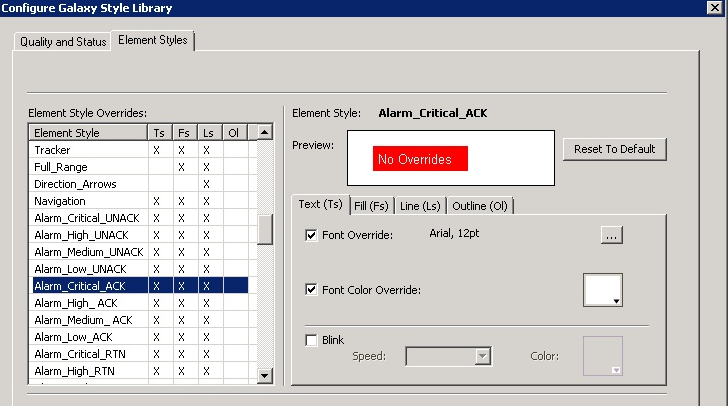 Configure Galaxy Style Library
Quality and Status
Element Styles
Element Style Overrides:
Element Style Ts Fs Ls Ol
Tracker X X X
Full_Range X X
Direction_Arrows X
Navigation X X X
Alarm_Critical_UNACK X X X
Alarm_High_UNACK X X X
Alarm_Medium_UNACK X X X
Alarm_Low_UNACK X X X
Alarm_Critical_ACK X X X
Alarm_High_ ACK X X X
Alarm_Medium_ ACK X X X
Alarm_Low_ACK X X X
Alarm_Critical_RTN X X X
Alarm_High_RTN X X X
Element Style: Alarm_Critical_ACK
Preview:
No Overrides
Reset To Default
Text (Ts) Fill (Fs) Line (Ls) Outline (Ol)
Font Override: Arial, 12pt ...
Font Color Override:
Blink
Speed: Color: